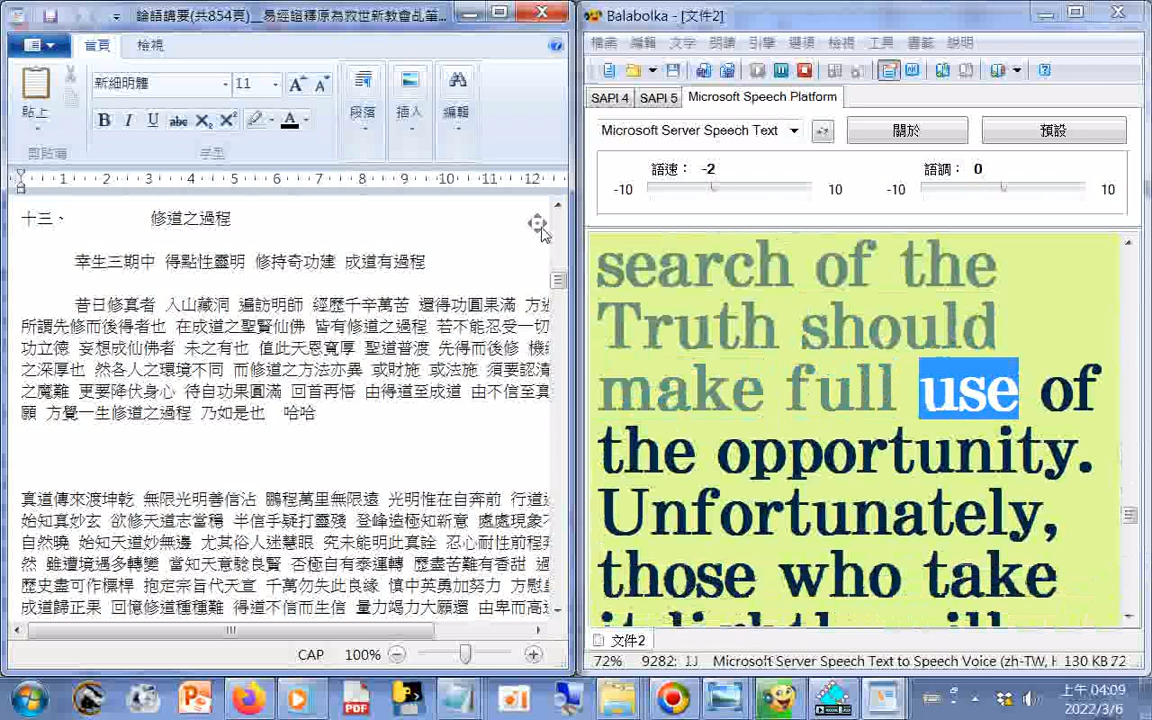 論語講要(共854頁)__易經證釋原為救世新教會乩筆...
首頁 檢視
貼上
剪貼簿
新細明體 11
B I U abc X₂ X²
字型
段落
插入
編輯
1 2 3 4 5 6 7 8 9 10 11 12
十三、 修道之過程
幸生三期中 得點性靈明 修持奇功建 成道有過程
昔日修真者 入山藏洞 遍訪明師 經歷千辛萬苦 還得功圓果滿 方
所謂先修而後得者也 在成道之聖賢仙佛 皆有修道之過程 若不能忍受一切
功立德 妄想成仙佛者 未之有也 值此天恩寬厚 聖道普渡 先得而後修 機
之深厚也 然各人之環境不同 而修道之方法亦異 或財施 或法施 須要認清
之魔難 更要降伏身心 待自功果圓滿 回首再悟 由得道至成道 由不信至真
願 方覺一生修道之過程 乃如是也 哈哈
真道傳來渡坤乾 無限光明善信沾 鵬程萬里無限遠 光明惟在自奔前 行道
始知真妙玄 欲修天道志當穩 半信手疑打靈殘 登峰造極知新意 處處現象
自然曉 始知天道妙無邊 尤其俗人迷慧眼 究未能明此真詮 忍心耐性前程
然 雖遭境遇多轉變 當知天意驗良賢 否極自有泰運轉 歷盡苦難有香甜
歷史盡可作標桿 抱定宗旨代天宣 千萬勿失此良緣 慎中英勇加努力 方慰
成道歸正果 回憶修道種種難 得道不信而生信 量力竭力大願還 由卑而高
CAP 100%
Balabolka - [文件2]
檔案 編輯 文字 朗讀 引擎 選項 檢視 工具 書籤 說明
SAPI 4 SAPI 5 Microsoft Speech Platform
Microsoft Server Speech Text 關於 預設
語速： -2 語調： 0
-10 10 -10 10
search of the
Truth should
make full use of
the opportunity.
Unfortunately,
those who take
文件2
72% 9282: 1 Microsoft Server Speech Text to Speech Voice (zh-TW, H 130 KB 72
上午 04:09
2022/3/6